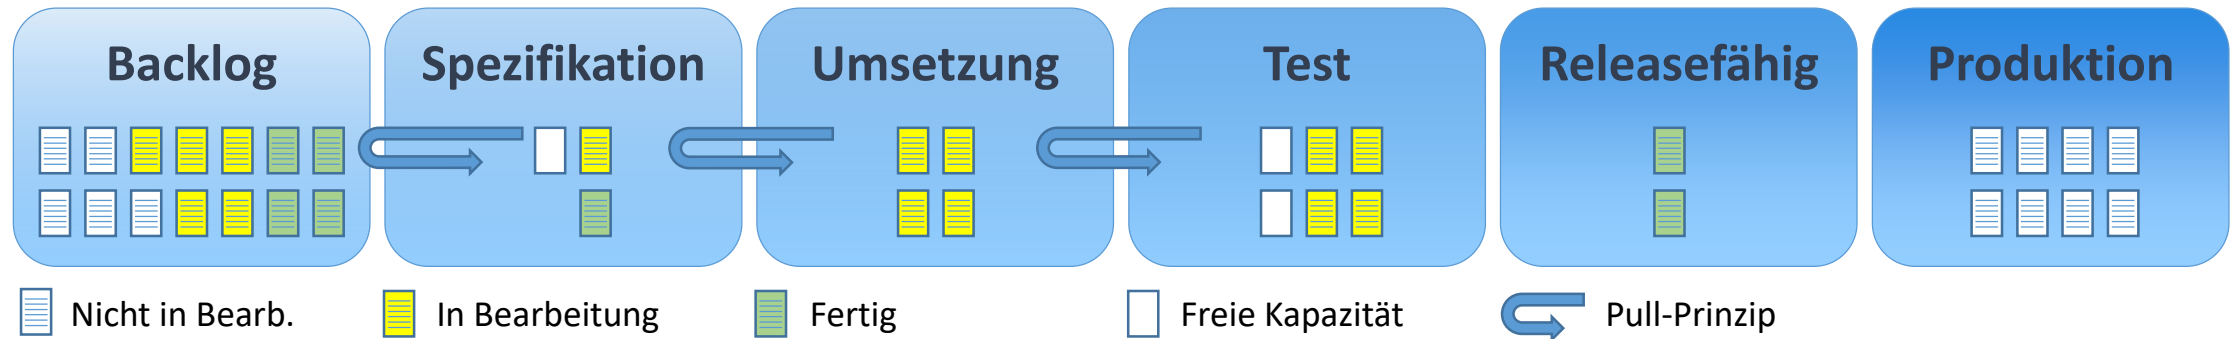 Backlog
Spezifikation
Umsetzung
Test
Releasefähig
Produktion
Nicht in Bearb.
In Bearbeitung
Fertig
Freie Kapazität
Pull-Prinzip